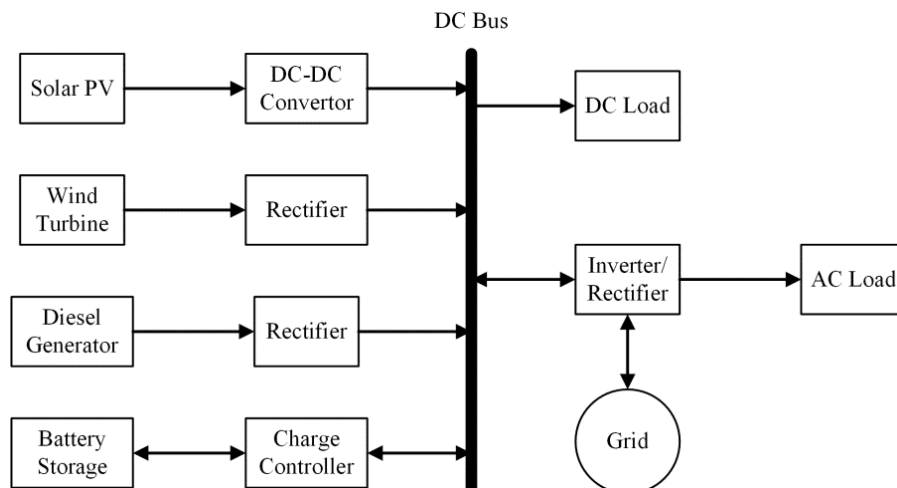 DC Bus
Solar PV
DC-DC
Convertor
DC Load
Wind
Turbine
Rectifier
Inverter/
Rectifier
AC Load
Diesel
Generator
Rectifier
Battery
Storage
Charge
Controller
Grid